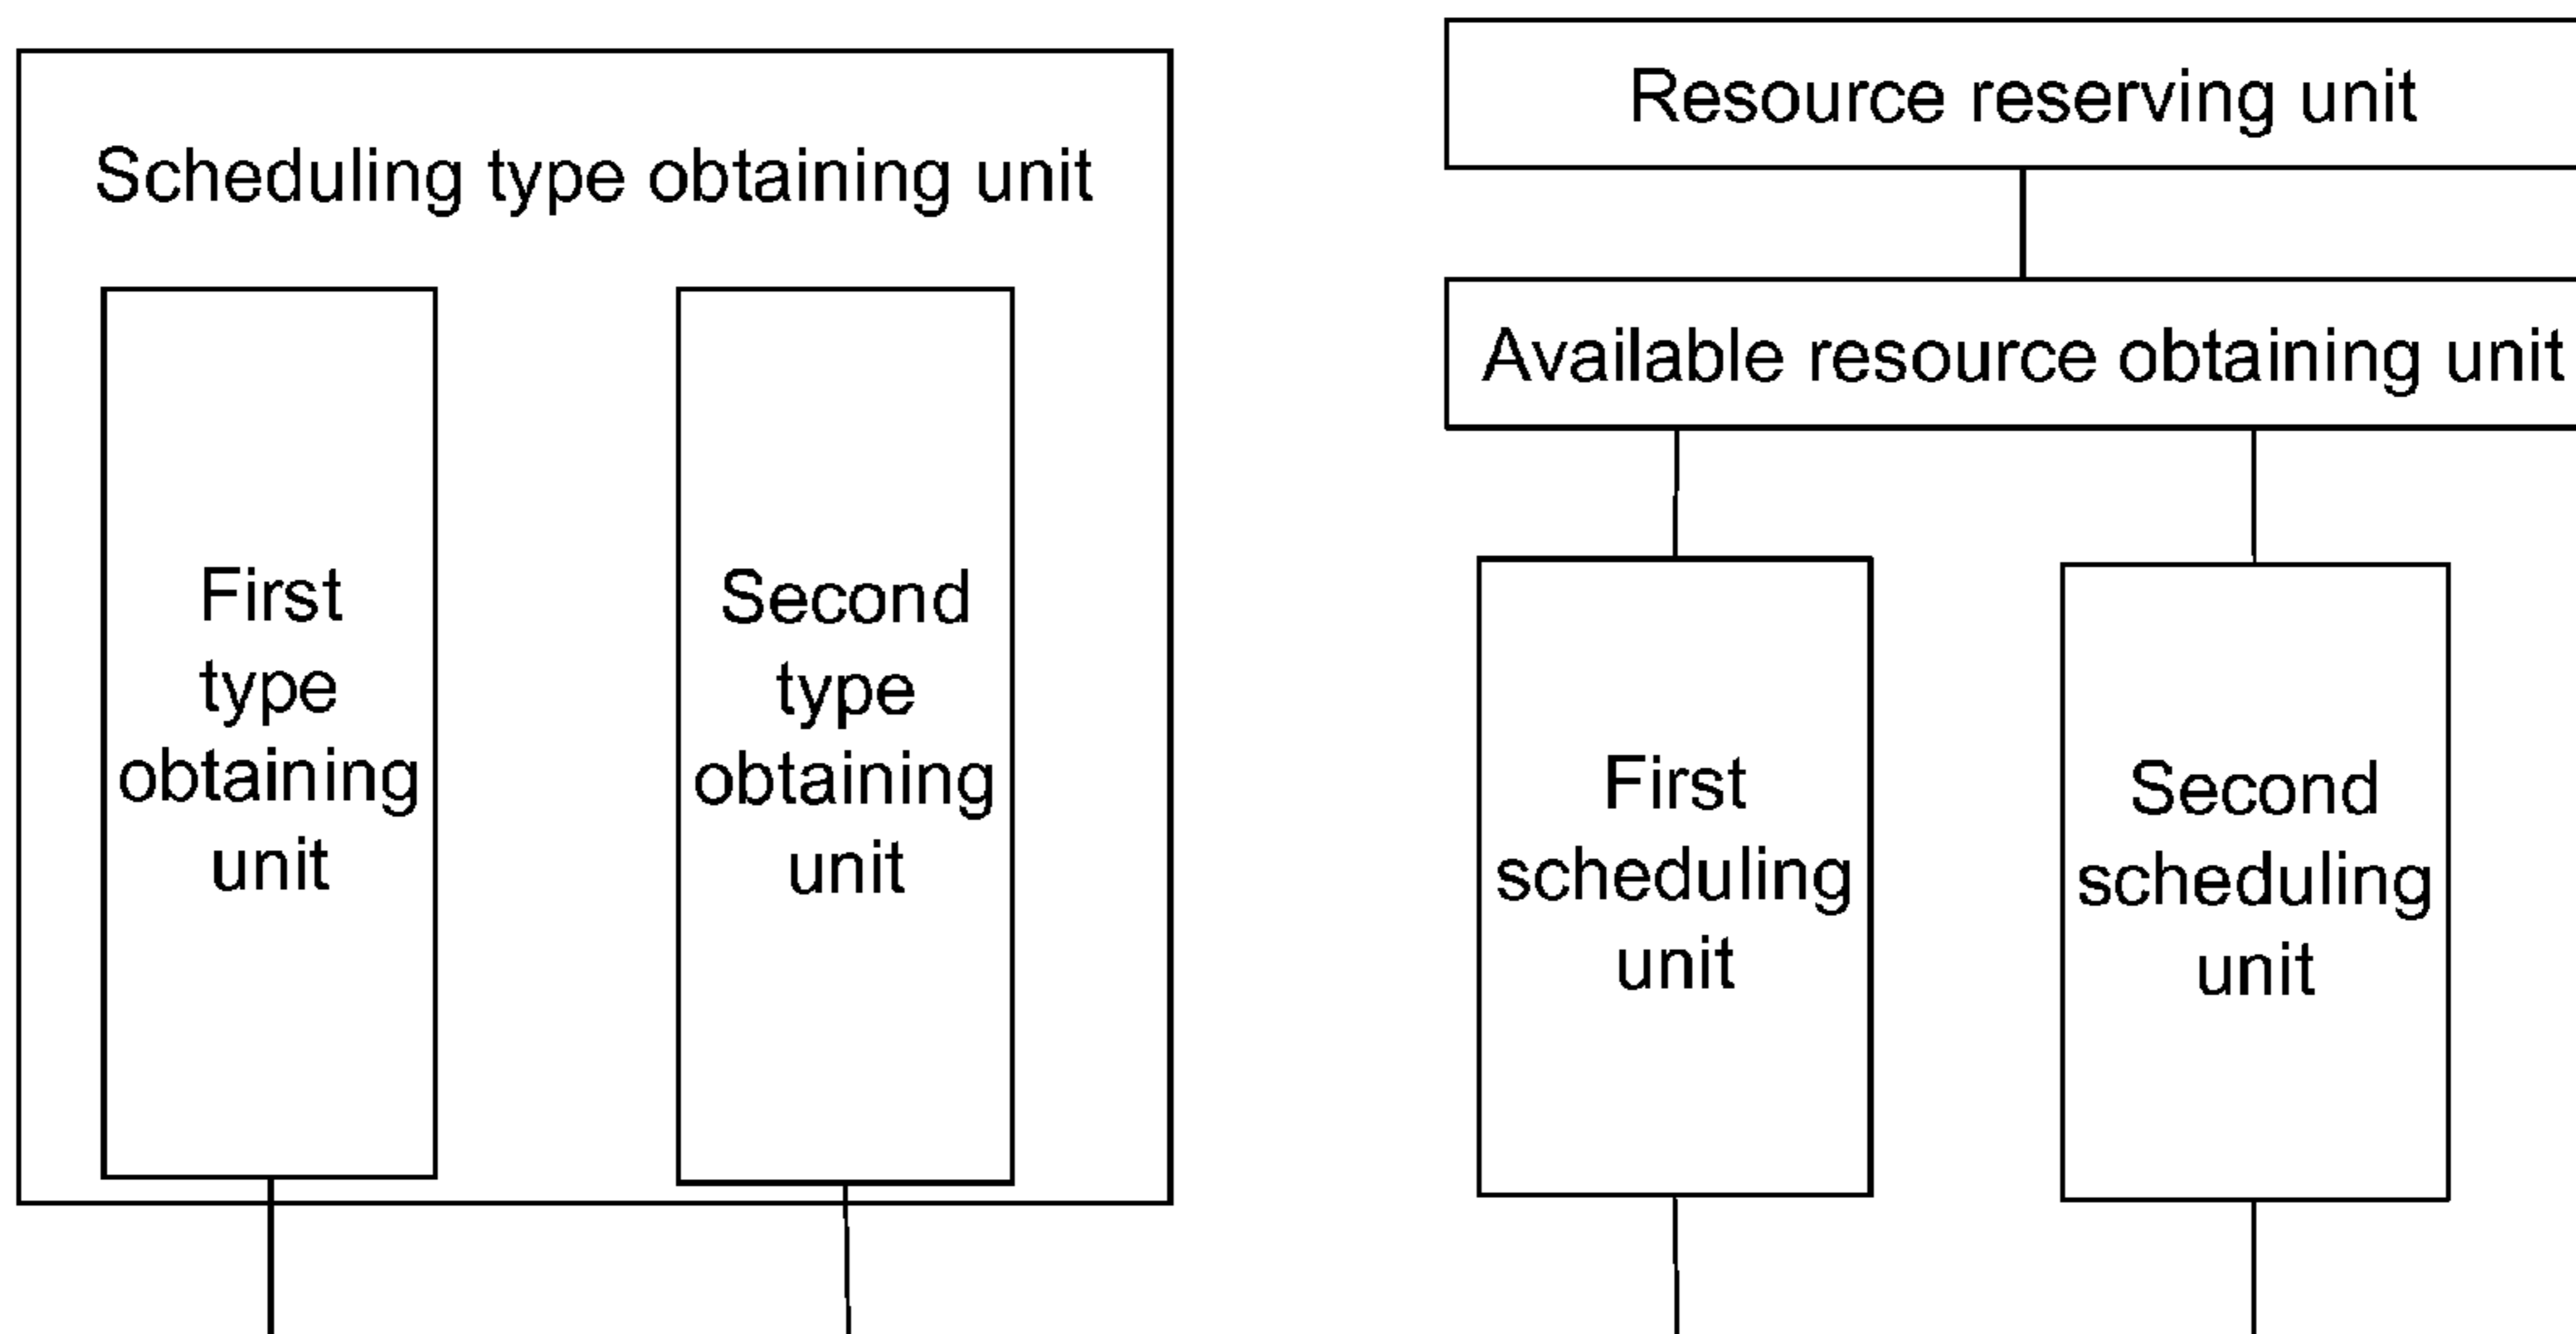 Scheduling type obtaining unit
First
type
obtaining
unit
Second
type
obtaining
unit
Resource reserving unit
Available resource obtaining unit
First
scheduling
unit
Second
scheduling
unit